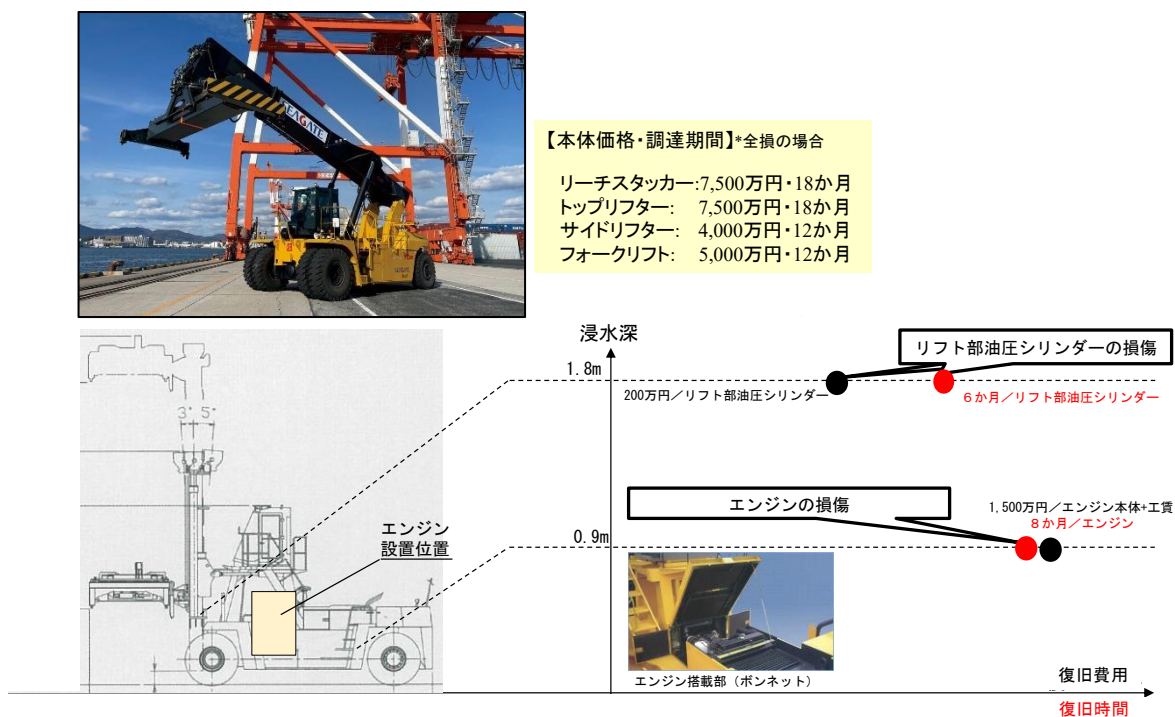 SEAGATE
【本体価格・調達期間】*全損の場合
リーチスタッカー:7,500万円・18か月
トップリフター: 7,500万円・18か月
サイドリフター: 4,000万円・12か月
フォークリフト: 5,000万円・12か月
浸水深
リフト部油圧シリンダーの損傷
1.8m
200万円／リフト部油圧シリンダー
6か月／リフト部油圧シリンダー
3° 5°
エンジンの損傷
1,500万円／エンジン本体+工賃
8か月／エンジン
エンジン
設置位置
0.9m
エンジン搭載部（ボンネット）
復旧費用
復旧時間